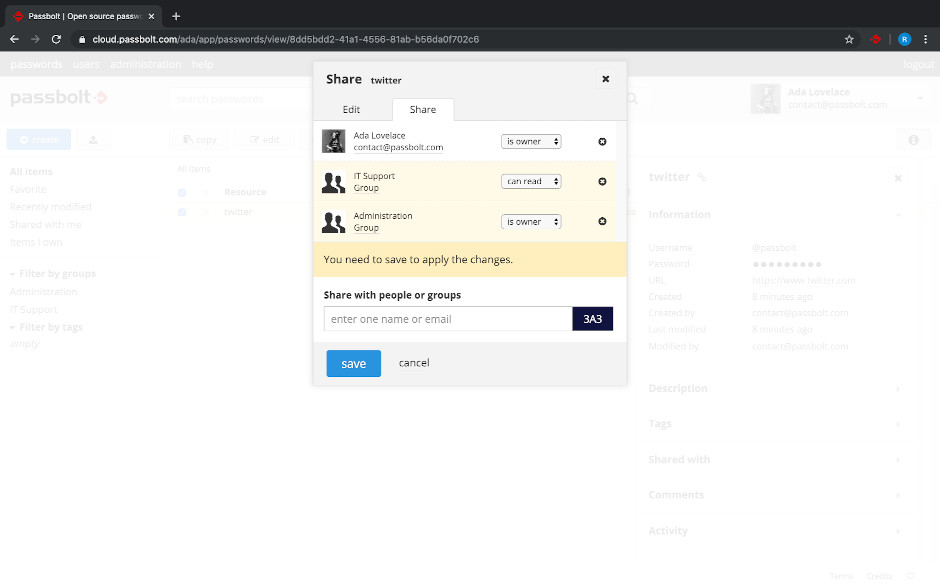 Passbolt | Open source passw
cloud.passbolt.com/ada/app/passwords/view/8dd5bdd2-41a1-4556-81ab-b56da0f702c6
R
passwords users administration help logout
passbolt
search passwords
Ada Lovelace
contact@passbolt.com
create
copy
edit
All items
Favorite
Recently modified
Shared with me
Items I own
Filter by groups
Administration
IT Support
Filter by tags
empty
All items
Resource
twitter
Share twitter
Edit Share
Ada Lovelace
contact@passbolt.com
is owner
IT Support
Group
can read
Administration
Group
is owner
You need to save to apply the changes.
Share with people or groups
enter one name or email 3A3
save cancel
twitter
Information
Username @passbolt
Password ●●●●●●●●●
URL https://www.twitter.com
Created 8 minutes ago
Created by contact@passbolt.com
Last modified 8 minutes ago
Modified by contact@passbolt.com
Description
Tags
Shared with
Comments
Activity
Terms Credits